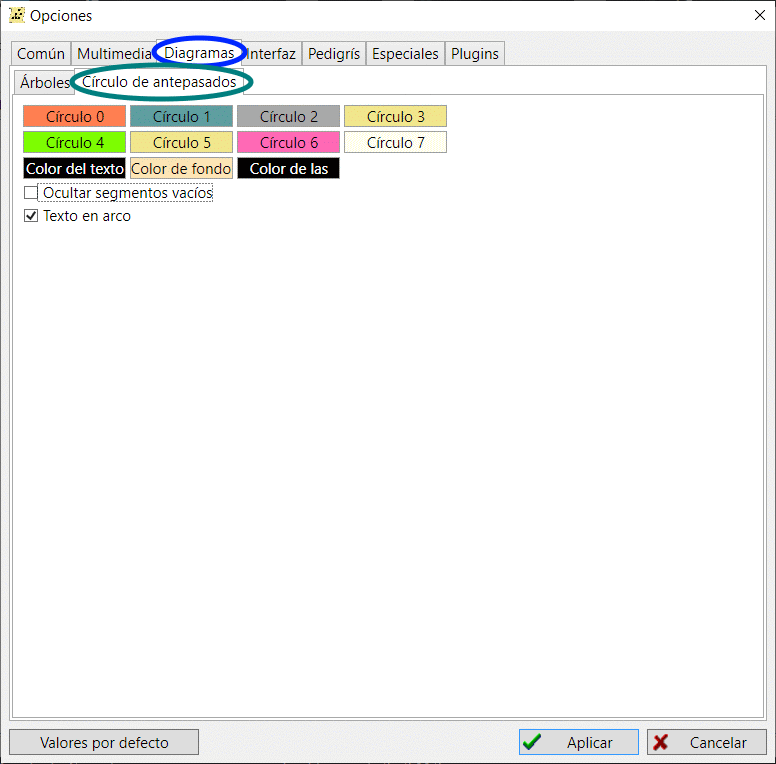 Opciones
Común Multimedia Diagramas Interfaz Pedigrís Especiales Plugins
Árboles Círculo de antepasados
Círculo 0 Círculo 1 Círculo 2 Círculo 3
Círculo 4 Círculo 5 Círculo 6 Círculo 7
Color del texto Color de fondo Color de las
Ocultar segmentos vacíos
Texto en arco
Valores por defecto Aplicar Cancelar